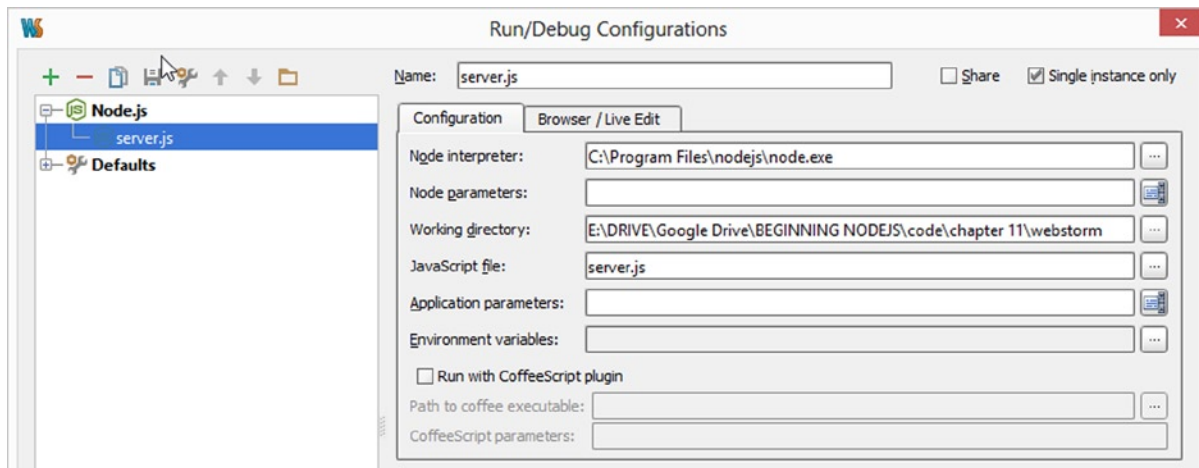 WS
Run/Debug Configurations
Name: server.js Share Single instance only
JS Node.js
server.js
Defaults
Configuration Browser / Live Edit
Node interpreter: C:\Program Files\nodejs\node.exe ...
Node parameters:
Working directory: E:\DRIVE\Google Drive\BEGINNING NODEJS\code\chapter 11\webstorm ...
JavaScript file: server.js ...
Application parameters:
Environment variables: ...
Run with CoffeeScript plugin
Path to coffee executable: ...
CoffeeScript parameters: